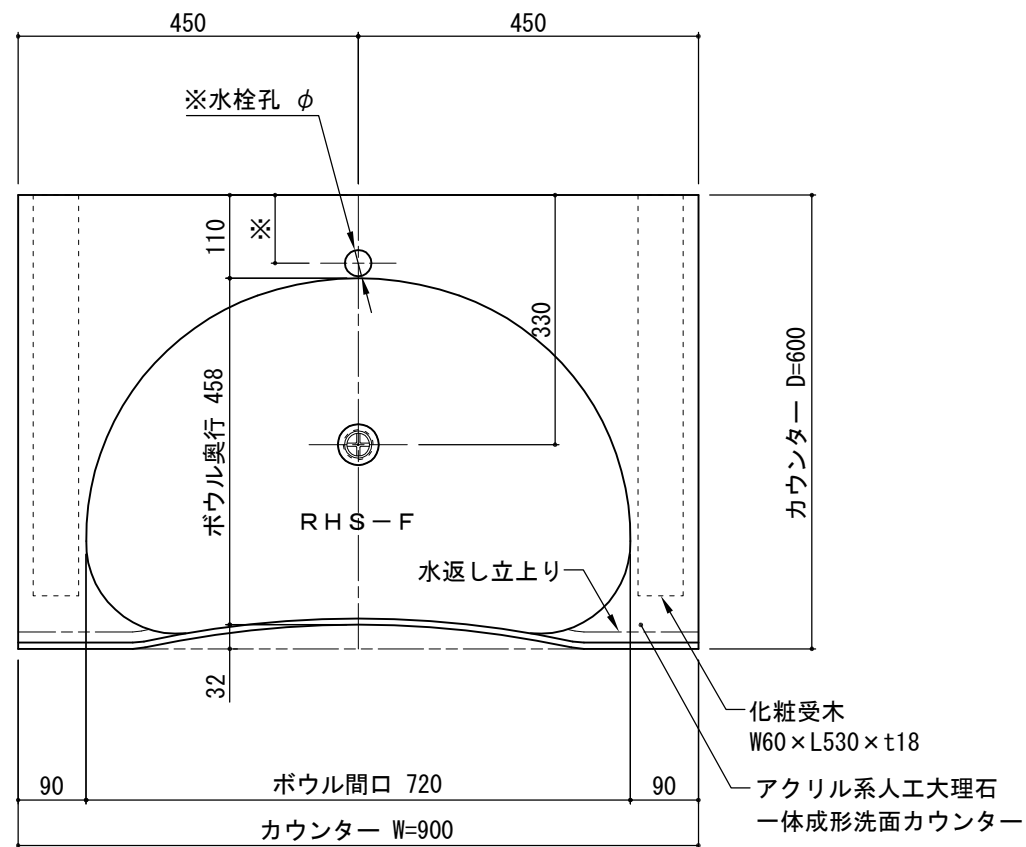 450
450
※水栓孔 φ
110
※
330
ボウル奥行 458
カウンター D=600
RHS-F
水返し立上り
32
化粧受木
W60×L530×t18
90
ボウル間口 720
90
アクリル系人工大理石
一体成形洗面カウンター
カウンター W=900